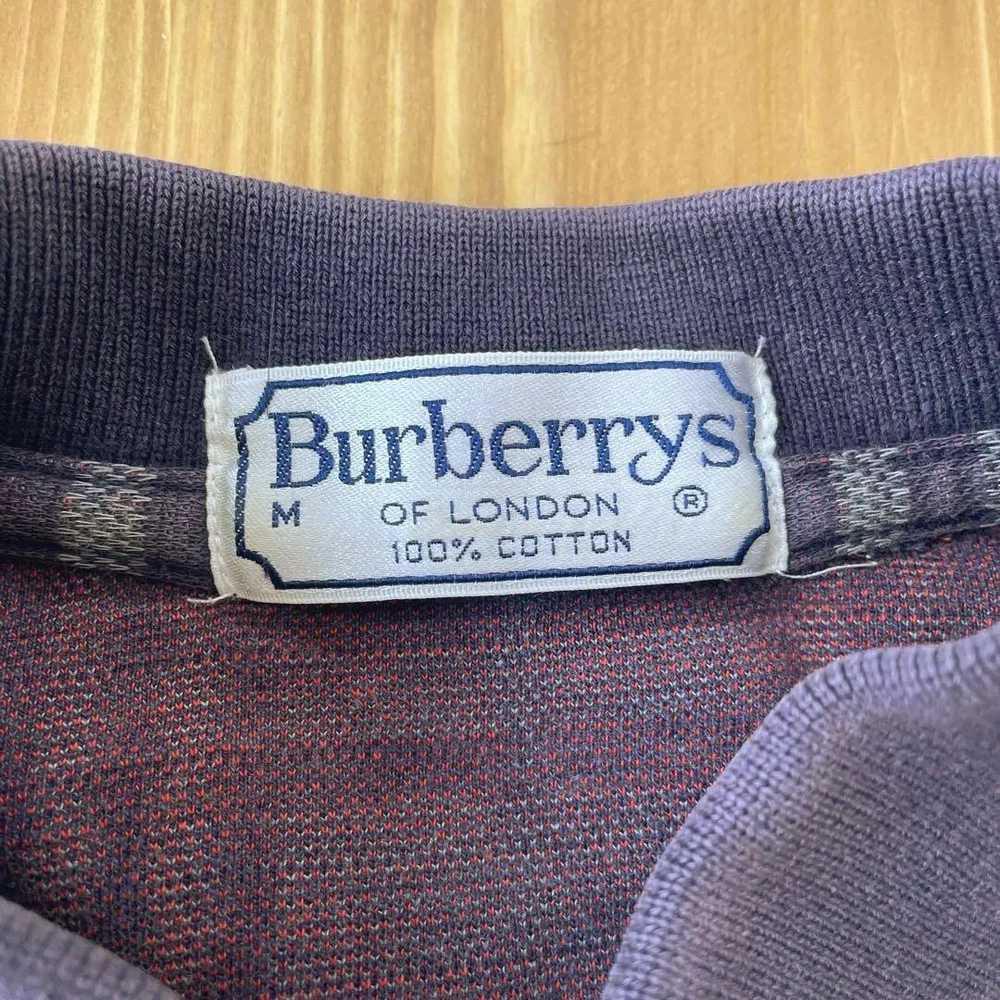 Burberrys
M OF LONDON ®
100% COTTON